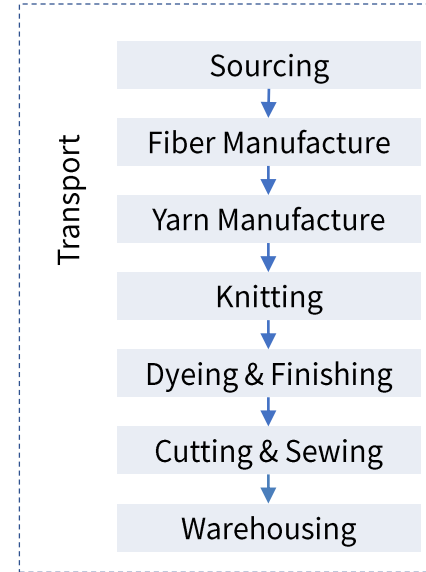 Transport
Sourcing
Fiber Manufacture
Yarn Manufacture
Knitting
Dyeing & Finishing
Cutting & Sewing
Warehousing